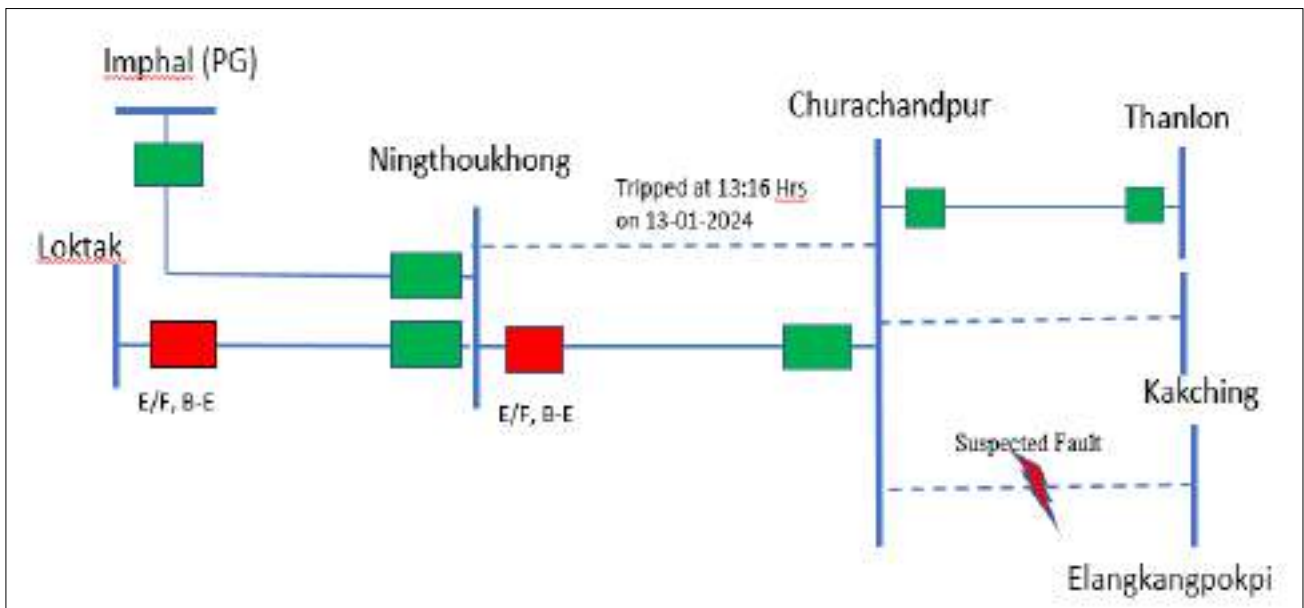 Imphal (PG)
Churachandpur
Thanlon
Ningthoukhong
Tripped at 13:16 Hrs
on 13-01-2024
Loktak
E/F, B-E
E/F, B-E
Kakching
Suspected Fault
Elangkangpokpi